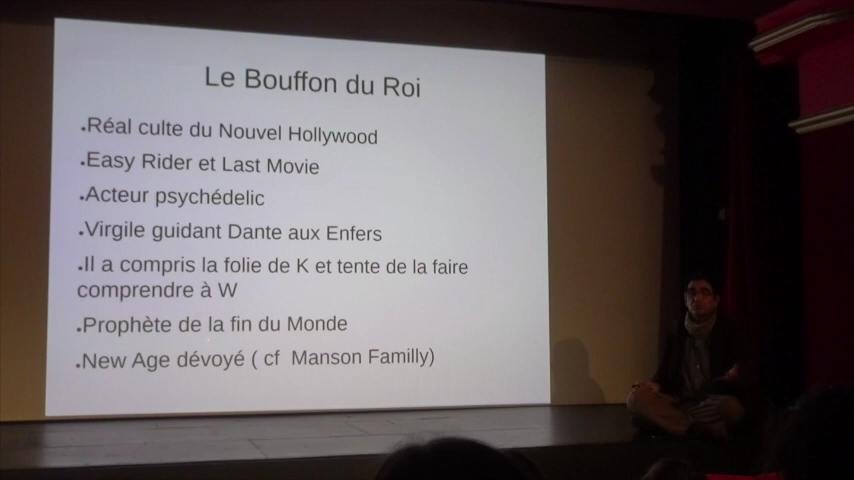 Le Bouffon du Roi
.Réal culte du Nouvel Hollywood
.Easy Rider et Last Movie
.Acteur psychédelic
.Virgile guidant Dante aux Enfers
.Il a compris la folie de K et tente de la faire
comprendre à W
.Prophète de la fin du Monde
.New Age dévoyé ( cf  Manson Familly)